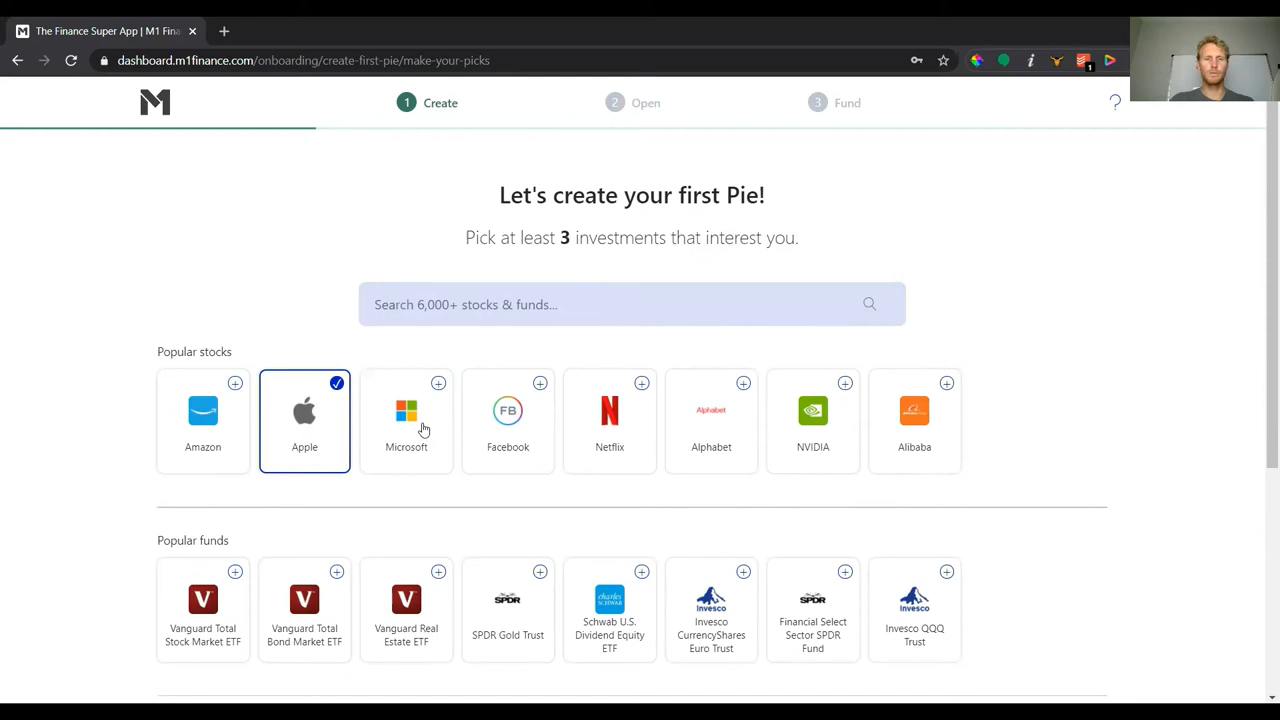 The Finance Super App | M1 Fina
dashboard.m1finance.com/onboarding/create-first-pie/make-your-picks
1
M
1 Create
2 Open
3 Fund
?
Let's create your first Pie!
Pick at least 3 investments that interest you.
Search 6,000+ stocks & funds...
Popular stocks
FB
Alphabet
Amazon
Apple
Microsoft
Facebook
Netflix
Alphabet
NVIDIA
Alibaba
Popular funds
V
Vanguard Total
Stock Market ETF
V
Vanguard Total
Bond Market ETF
V
Vanguard Real
Estate ETF
SPDR
SPDR Gold Trust
charles
SCHWAB
Schwab U.S.
Dividend Equity
ETF
Invesco
Invesco
CurrencyShares
Euro Trust
SPDR
Financial Select
Sector SPDR
Fund
Invesco
Invesco QQQ
Trust